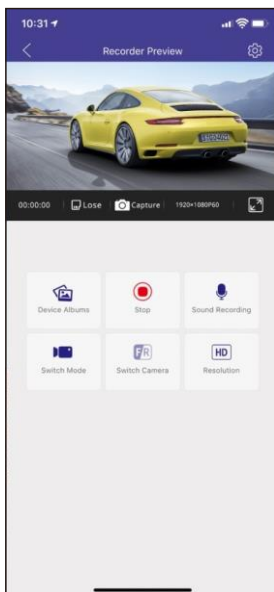 10:31
Recorder Preview
00:00:00 Lose Capture 1920*1080P60
Device Albums Stop Sound Recording
FR HD
Switch Mode Switch Camera Resolution